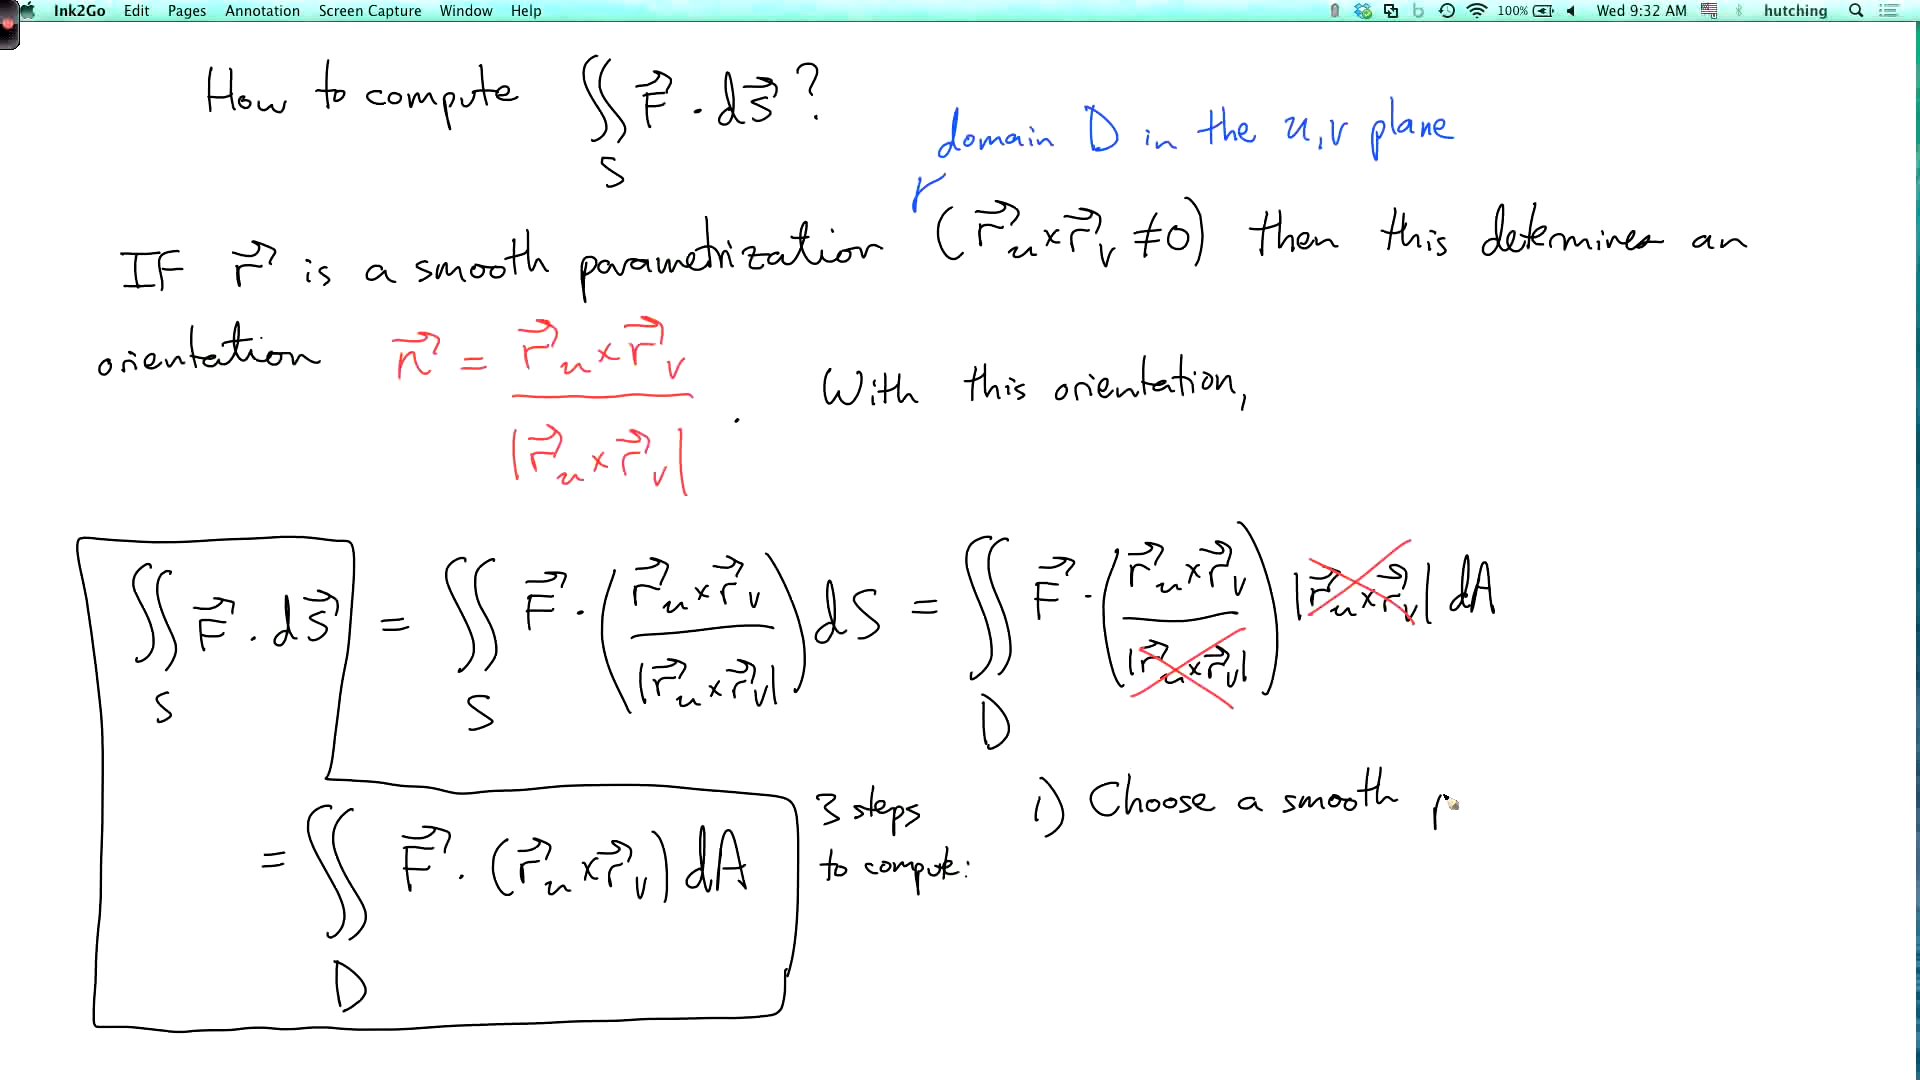 Ink2Go Edit Pages Annotation Screen Capture Window Help 100% Wed 9:32 AM hutching
How to compute ∬_S F⃗ · dS⃗ ?
domain D in the u,v plane
IF r⃗ is a smooth parametrization (r⃗_u × r⃗_v ≠ 0) then this determines an
orientation n⃗ = (r⃗_u × r⃗_v) / |r⃗_u × r⃗_v| . With this orientation,
∬_S F⃗ · dS⃗ = ∬_S F⃗ · ( (r⃗_u × r⃗_v) / |r⃗_u × r⃗_v| ) dS = ∬_D F⃗ · ( (r⃗_u × r⃗_v) / |r⃗_u × r⃗_v| ) |r⃗_u × r⃗_v| dA
= ∬_D F⃗ · (r⃗_u × r⃗_v) dA
3 steps
to compute:
1) Choose a smooth